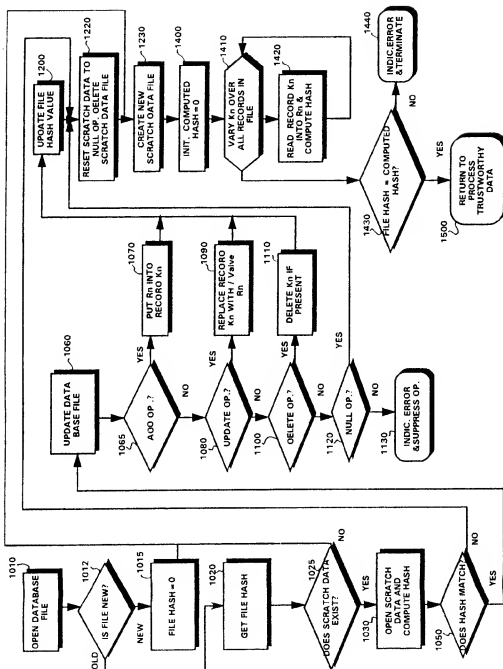 1010
OPEN DATABASE
FILE
1012
IS FILE NEW?
OLD
NEW
1015
FILE HASH = 0
1020
GET FILE HASH
1025
DOES SCRATCH DATA
EXIST?
NO
YES
1030
OPEN SCRATCH
DATA AND
COMPUTE HASH
1050
DOES HASH MATCH?
NO
YES
1060
UPDATE DATA
BASE FILE
1065
AOO OP.?
YES
NO
1070
PUT Rn INTO
RECORD Kn
1080
UPDATE OP.?
YES
NO
1090
REPLACE RECORD
Kn WITH / Valve
Rn
1100
OELETE OP.?
YES
NO
1110
DELETE Kn IF
PRESENT
1120
NULL OP.?
YES
NO
1130
INDIC. ERROR
& SUPPRESS OP.
1200
UPOATE FILE
HASH VALUE
1220
RESET SCRATCH DATA TO
NULL OP., OELETE
SCRATCH DATA FILE
1230
CREATE NEW
SCRATCH DATA FILE
1400
INIT. COMPUTED
HASH = 0
1410
VARY Kn OVER
ALL RECORDS IN
FILE
1420
READ RECORD Kn
INTO Rn &
COMPUTE HASH
1430
FILE HASH = COMPUTED
HASH?
NO
YES
1440
INDIC. ERROR
& TERMINATE
1500
RETURN TO
PROCESS
TRUSTWORTHY
DATA